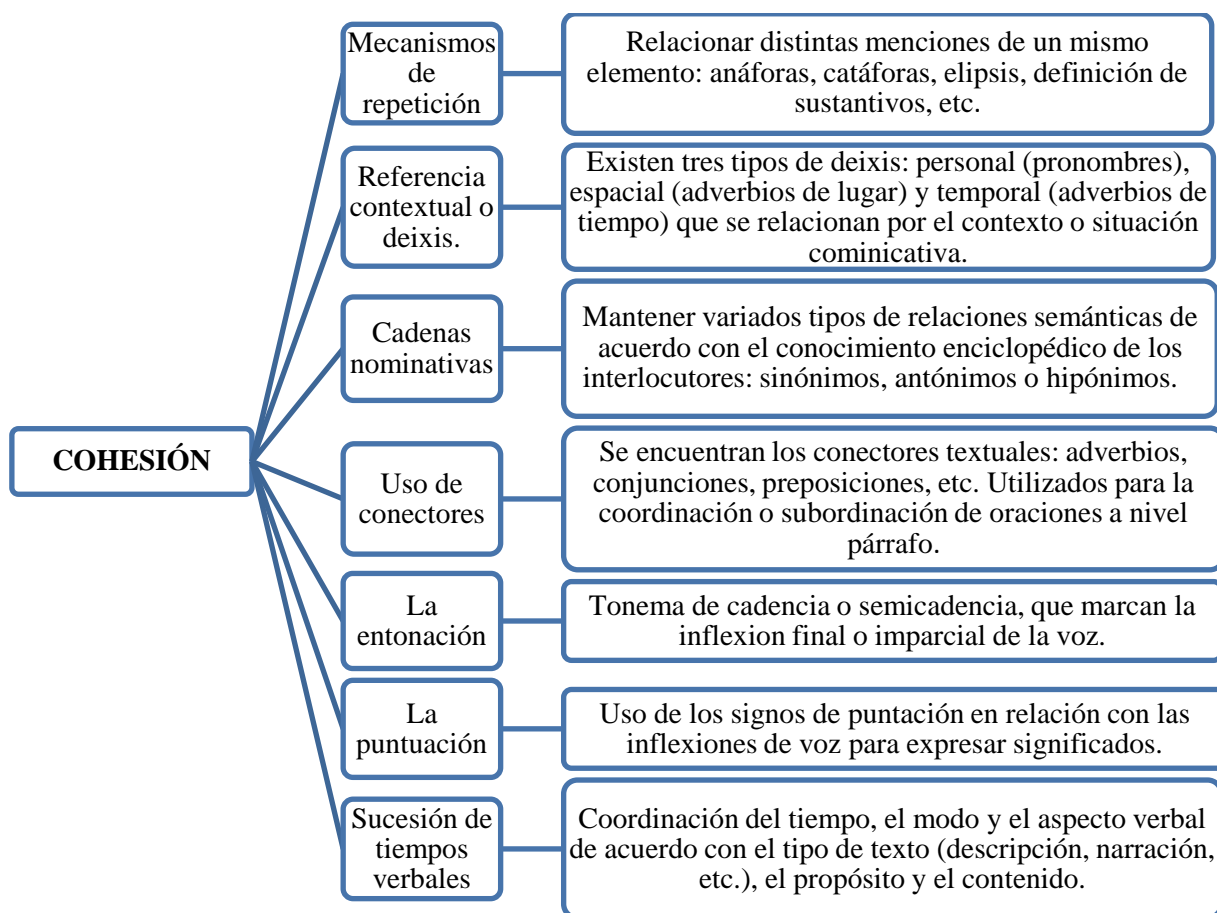 Mecanismos
de
repetición
Relacionar distintas menciones de un mismo
elemento: anáforas, catáforas, elipsis, definición de
sustantivos, etc.
Referencia
contextual o
deixis.
Existen tres tipos de deixis: personal (pronombres),
espacial (adverbios de lugar) y temporal (adverbios de
tiempo) que se relacionan por el contexto o situación
cominicativa.
Cadenas
nominativas
Mantener variados tipos de relaciones semánticas de
acuerdo con el conocimiento enciclopédico de los
interlocutores: sinónimos, antónimos o hipónimos.
COHESIÓN
Uso de
conectores
Se encuentran los conectores textuales: adverbios,
conjunciones, preposiciones, etc. Utilizados para la
coordinación o subordinación de oraciones a nivel
párrafo.
La
entonación
Tonema de cadencia o semicadencia, que marcan la
inflexion final o imparcial de la voz.
La
puntuación
Uso de los signos de puntación en relación con las
inflexiones de voz para expresar significados.
Sucesión de
tiempos
verbales
Coordinación del tiempo, el modo y el aspecto verbal
de acuerdo con el tipo de texto (descripción, narración,
etc.), el propósito y el contenido.